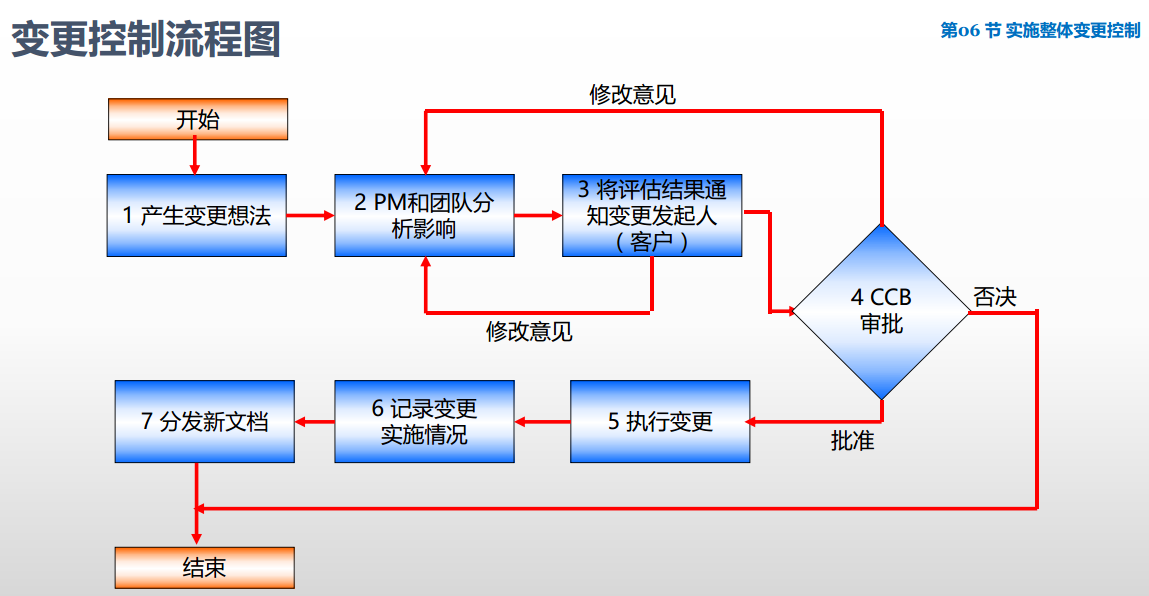 变更控制流程图
第06 节 实施整体变更控制
修改意见
开始
1 产生变更想法
2 PM和团队分
析影响
3 将评估结果通
知变更发起人
（客户）
4 CCB
审批
否决
修改意见
7 分发新文档
6 记录变更
实施情况
5 执行变更
批准
结束